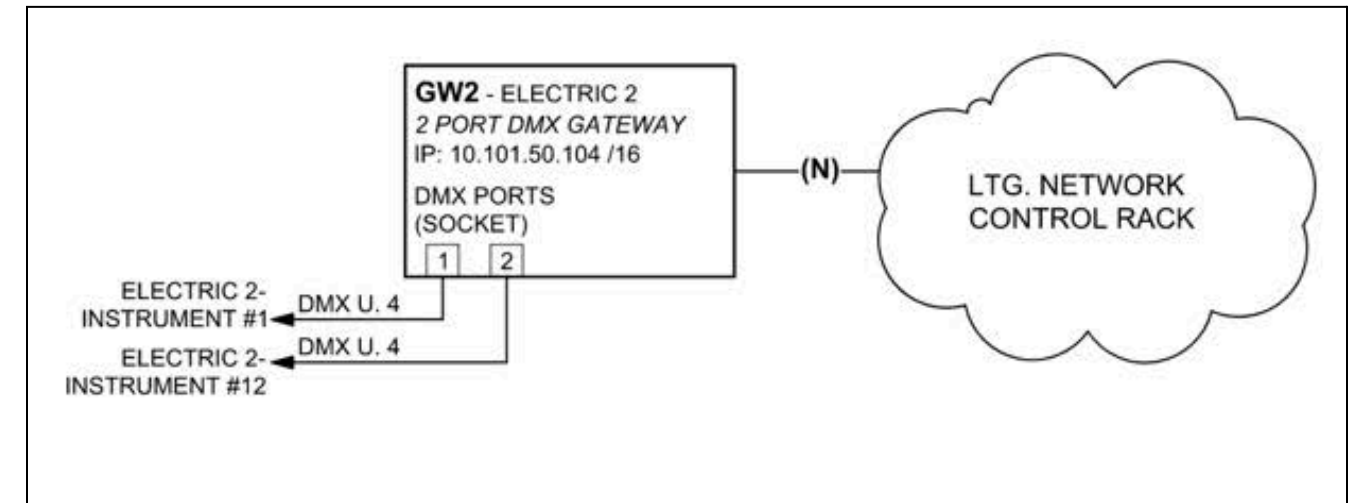 GW2 - ELECTRIC 2
2 PORT DMX GATEWAY
IP: 10.101.50.104 /16
DMX PORTS
(SOCKET)
1 2
(N)
LTG. NETWORK
CONTROL RACK
ELECTRIC 2-
INSTRUMENT #1
DMX U. 4
ELECTRIC 2-
INSTRUMENT #12
DMX U. 4